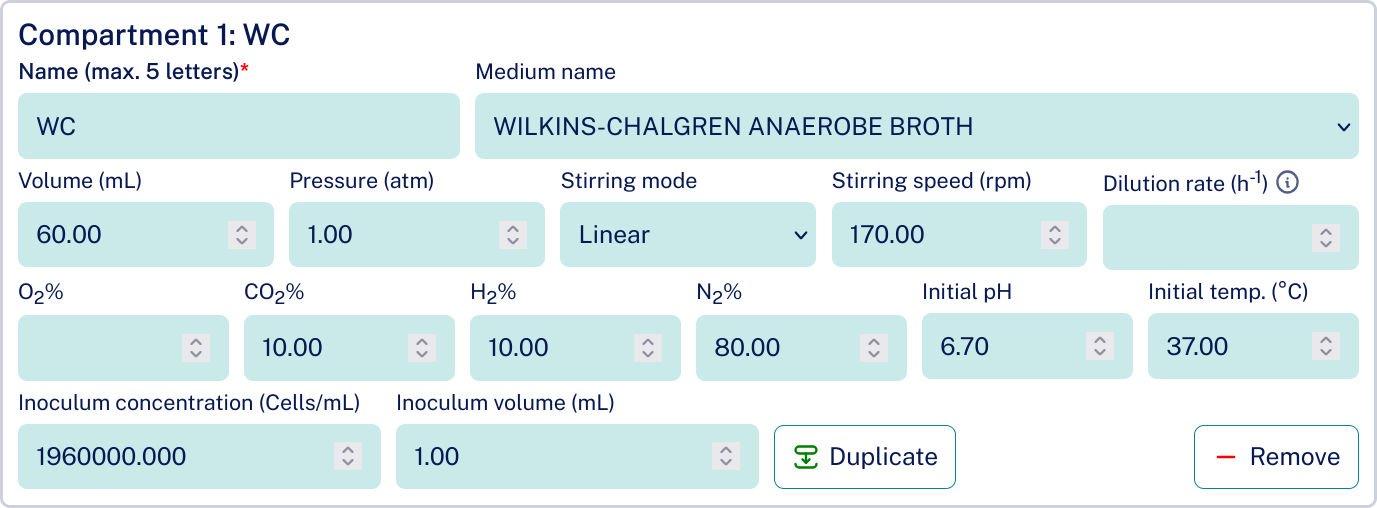 Compartment 1: WC
Name (max. 5 letters)* Medium name
WC WILKINS-CHALGREN ANAEROBE BROTH
Volume (mL) Pressure (atm) Stirring mode Stirring speed (rpm) Dilution rate (h⁻¹)
60.00 1.00 Linear 170.00
O₂% CO₂% H₂% N₂% Initial pH Initial temp. (°C)
10.00 10.00 80.00 6.70 37.00
Inoculum concentration (Cells/mL) Inoculum volume (mL)
1960000.000 1.00 Duplicate Remove